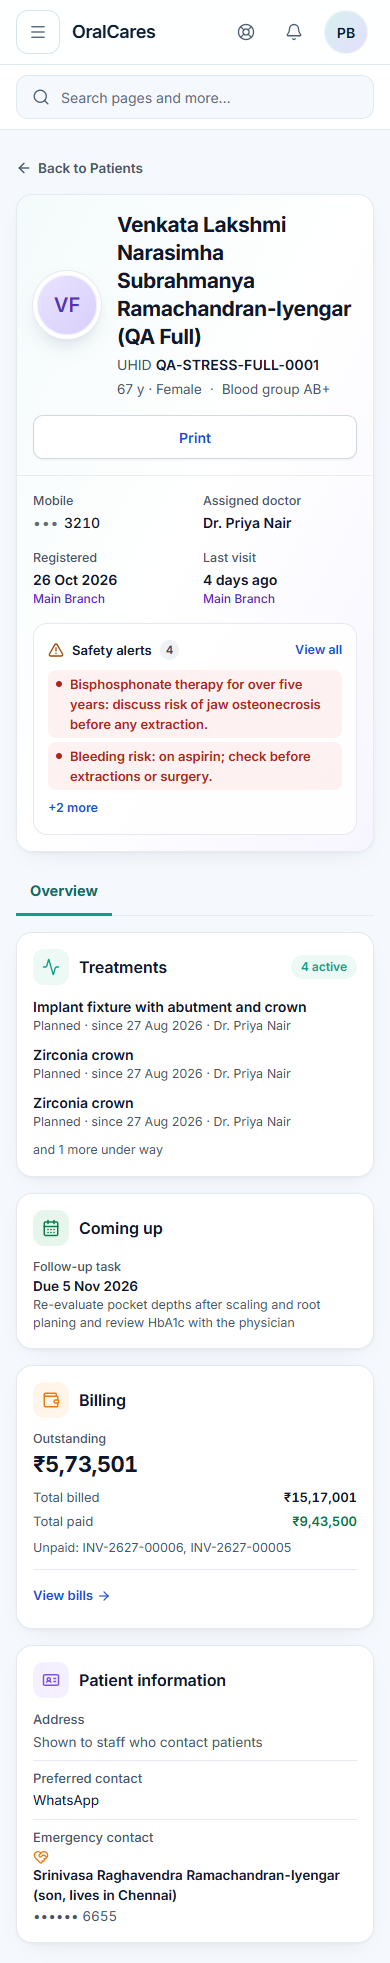 OralCares
PB
Search pages and more...
Back to Patients
VF
Venkata Lakshmi
Narasimha
Subrahmanya
Ramachandran-Iyengar
(QA Full)
UHID QA-STRESS-FULL-0001
67 y · Female · Blood group AB+
Print
Mobile
••• 3210
Assigned doctor
Dr. Priya Nair
Registered
26 Oct 2026
Main Branch
Last visit
4 days ago
Main Branch
Safety alerts 4
View all
• Bisphosphonate therapy for over five
years: discuss risk of jaw osteonecrosis
before any extraction.
• Bleeding risk: on aspirin; check before
extractions or surgery.
+2 more
Overview
Treatments
4 active
Implant fixture with abutment and crown
Planned · since 27 Aug 2026 · Dr. Priya Nair
Zirconia crown
Planned · since 27 Aug 2026 · Dr. Priya Nair
Zirconia crown
Planned · since 27 Aug 2026 · Dr. Priya Nair
and 1 more under way
Coming up
Follow-up task
Due 5 Nov 2026
Re-evaluate pocket depths after scaling and root
planing and review HbA1c with the physician
Billing
Outstanding
₹5,73,501
Total billed ₹15,17,001
Total paid ₹9,43,500
Unpaid: INV-2627-00006, INV-2627-00005
View bills →
Patient information
Address
Shown to staff who contact patients
Preferred contact
WhatsApp
Emergency contact
Srinivasa Raghavendra Ramachandran-Iyengar
(son, lives in Chennai)
•••••• 6655